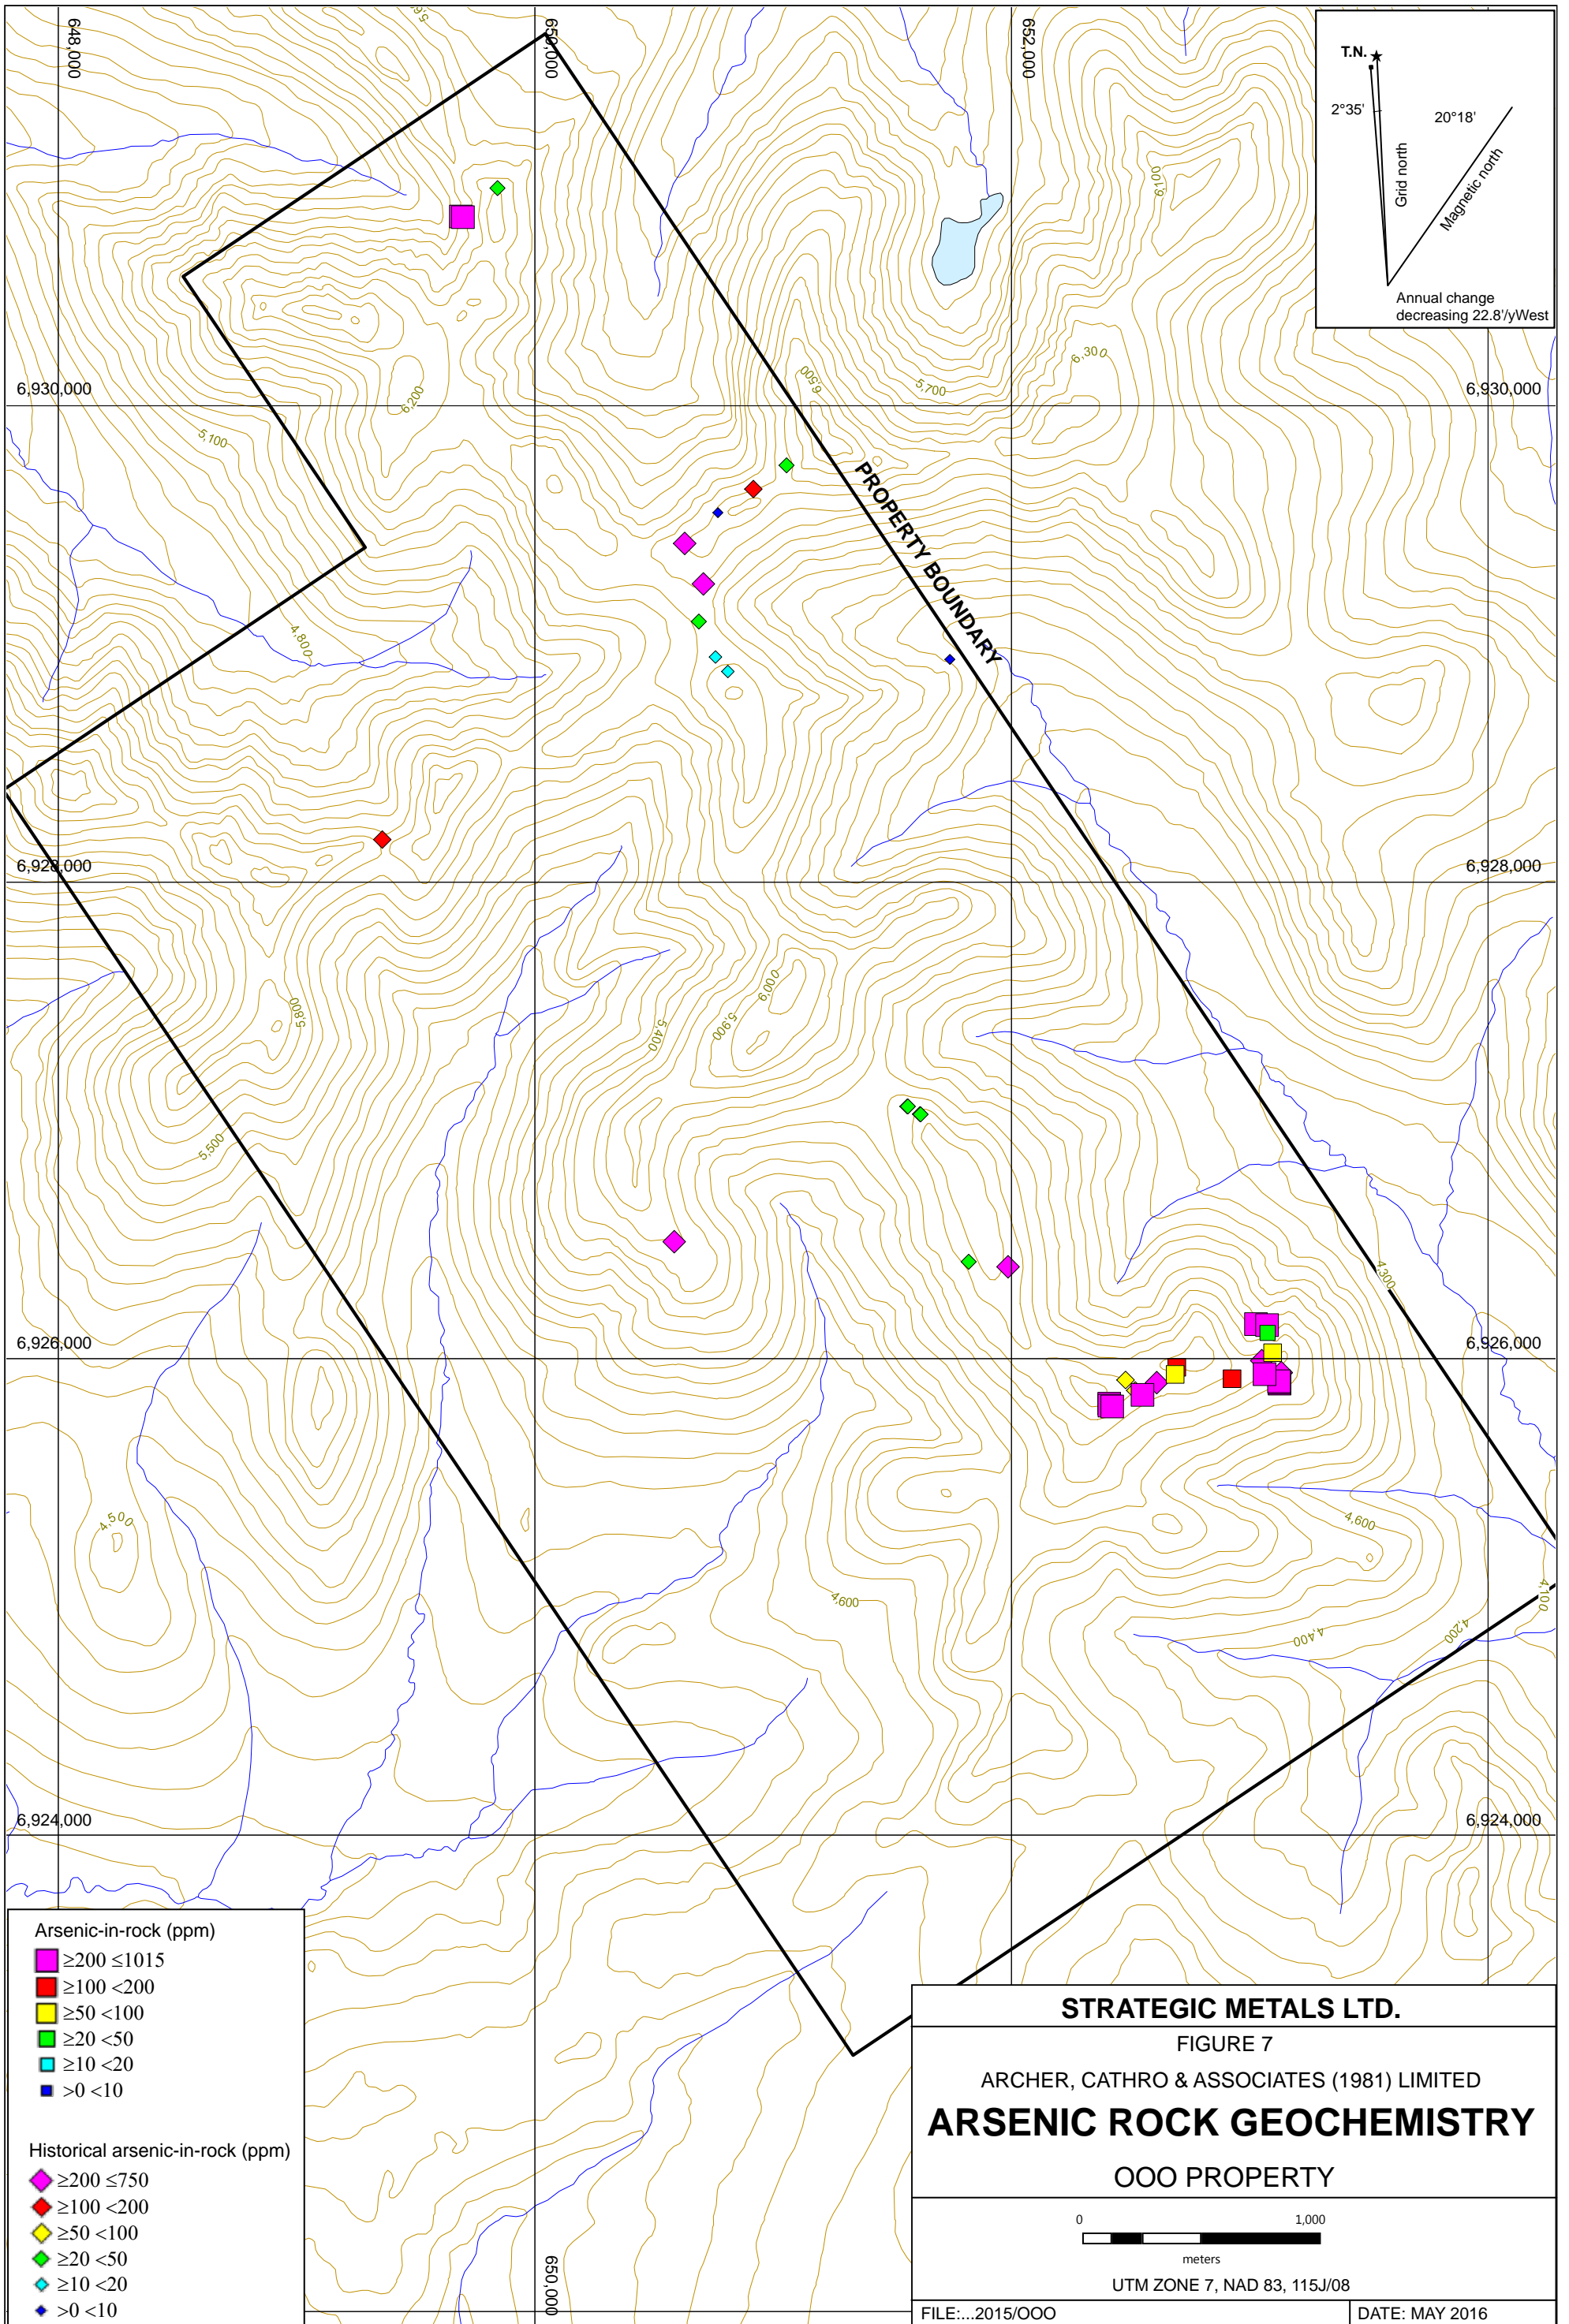 648,000
650,000
652,000
5,6
T.N.
2°35'
20°18'
Grid north
Magnetic north
Annual change
decreasing 22.8'/yWest
6,100
6,300
6,500
5,700
6,200
6,930,000
6,930,000
5,100
PROPERTY BOUNDARY
4,800
6,928,000
6,928,000
6,000
5,900
5,400
5,800
5,500
4,300
6,926,000
6,926,000
4,500
4,600
4,600
4,100
4,200
4,400
6,924,000
6,924,000
Arsenic-in-rock (ppm)
≥200 ≤1015
≥100 <200
≥50 <100
≥20 <50
≥10 <20
>0 <10
Historical arsenic-in-rock (ppm)
≥200 ≤750
≥100 <200
≥50 <100
≥20 <50
≥10 <20
>0 <10
650,000
STRATEGIC METALS LTD.
FIGURE 7
ARCHER, CATHRO & ASSOCIATES (1981) LIMITED
ARSENIC ROCK GEOCHEMISTRY
OOO PROPERTY
0 1,000
meters
UTM ZONE 7, NAD 83, 115J/08
FILE:...2015/OOO
DATE: MAY 2016